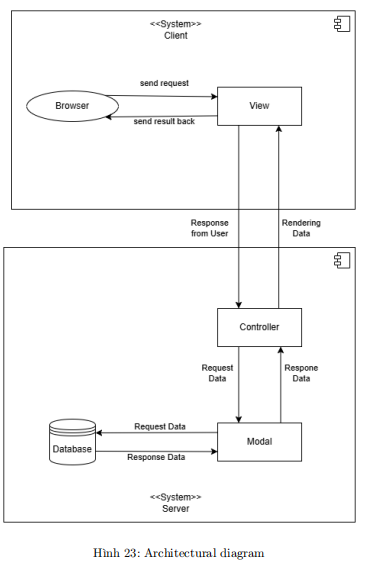 <<System>>
Client
send request
Browser
View
send result back
Response
from User
Rendering
Data
Controller
Request
Data
Respone
Data
Request Data
Database
Modal
Response Data
<<System>>
Server
Hình 23: Architectural diagram